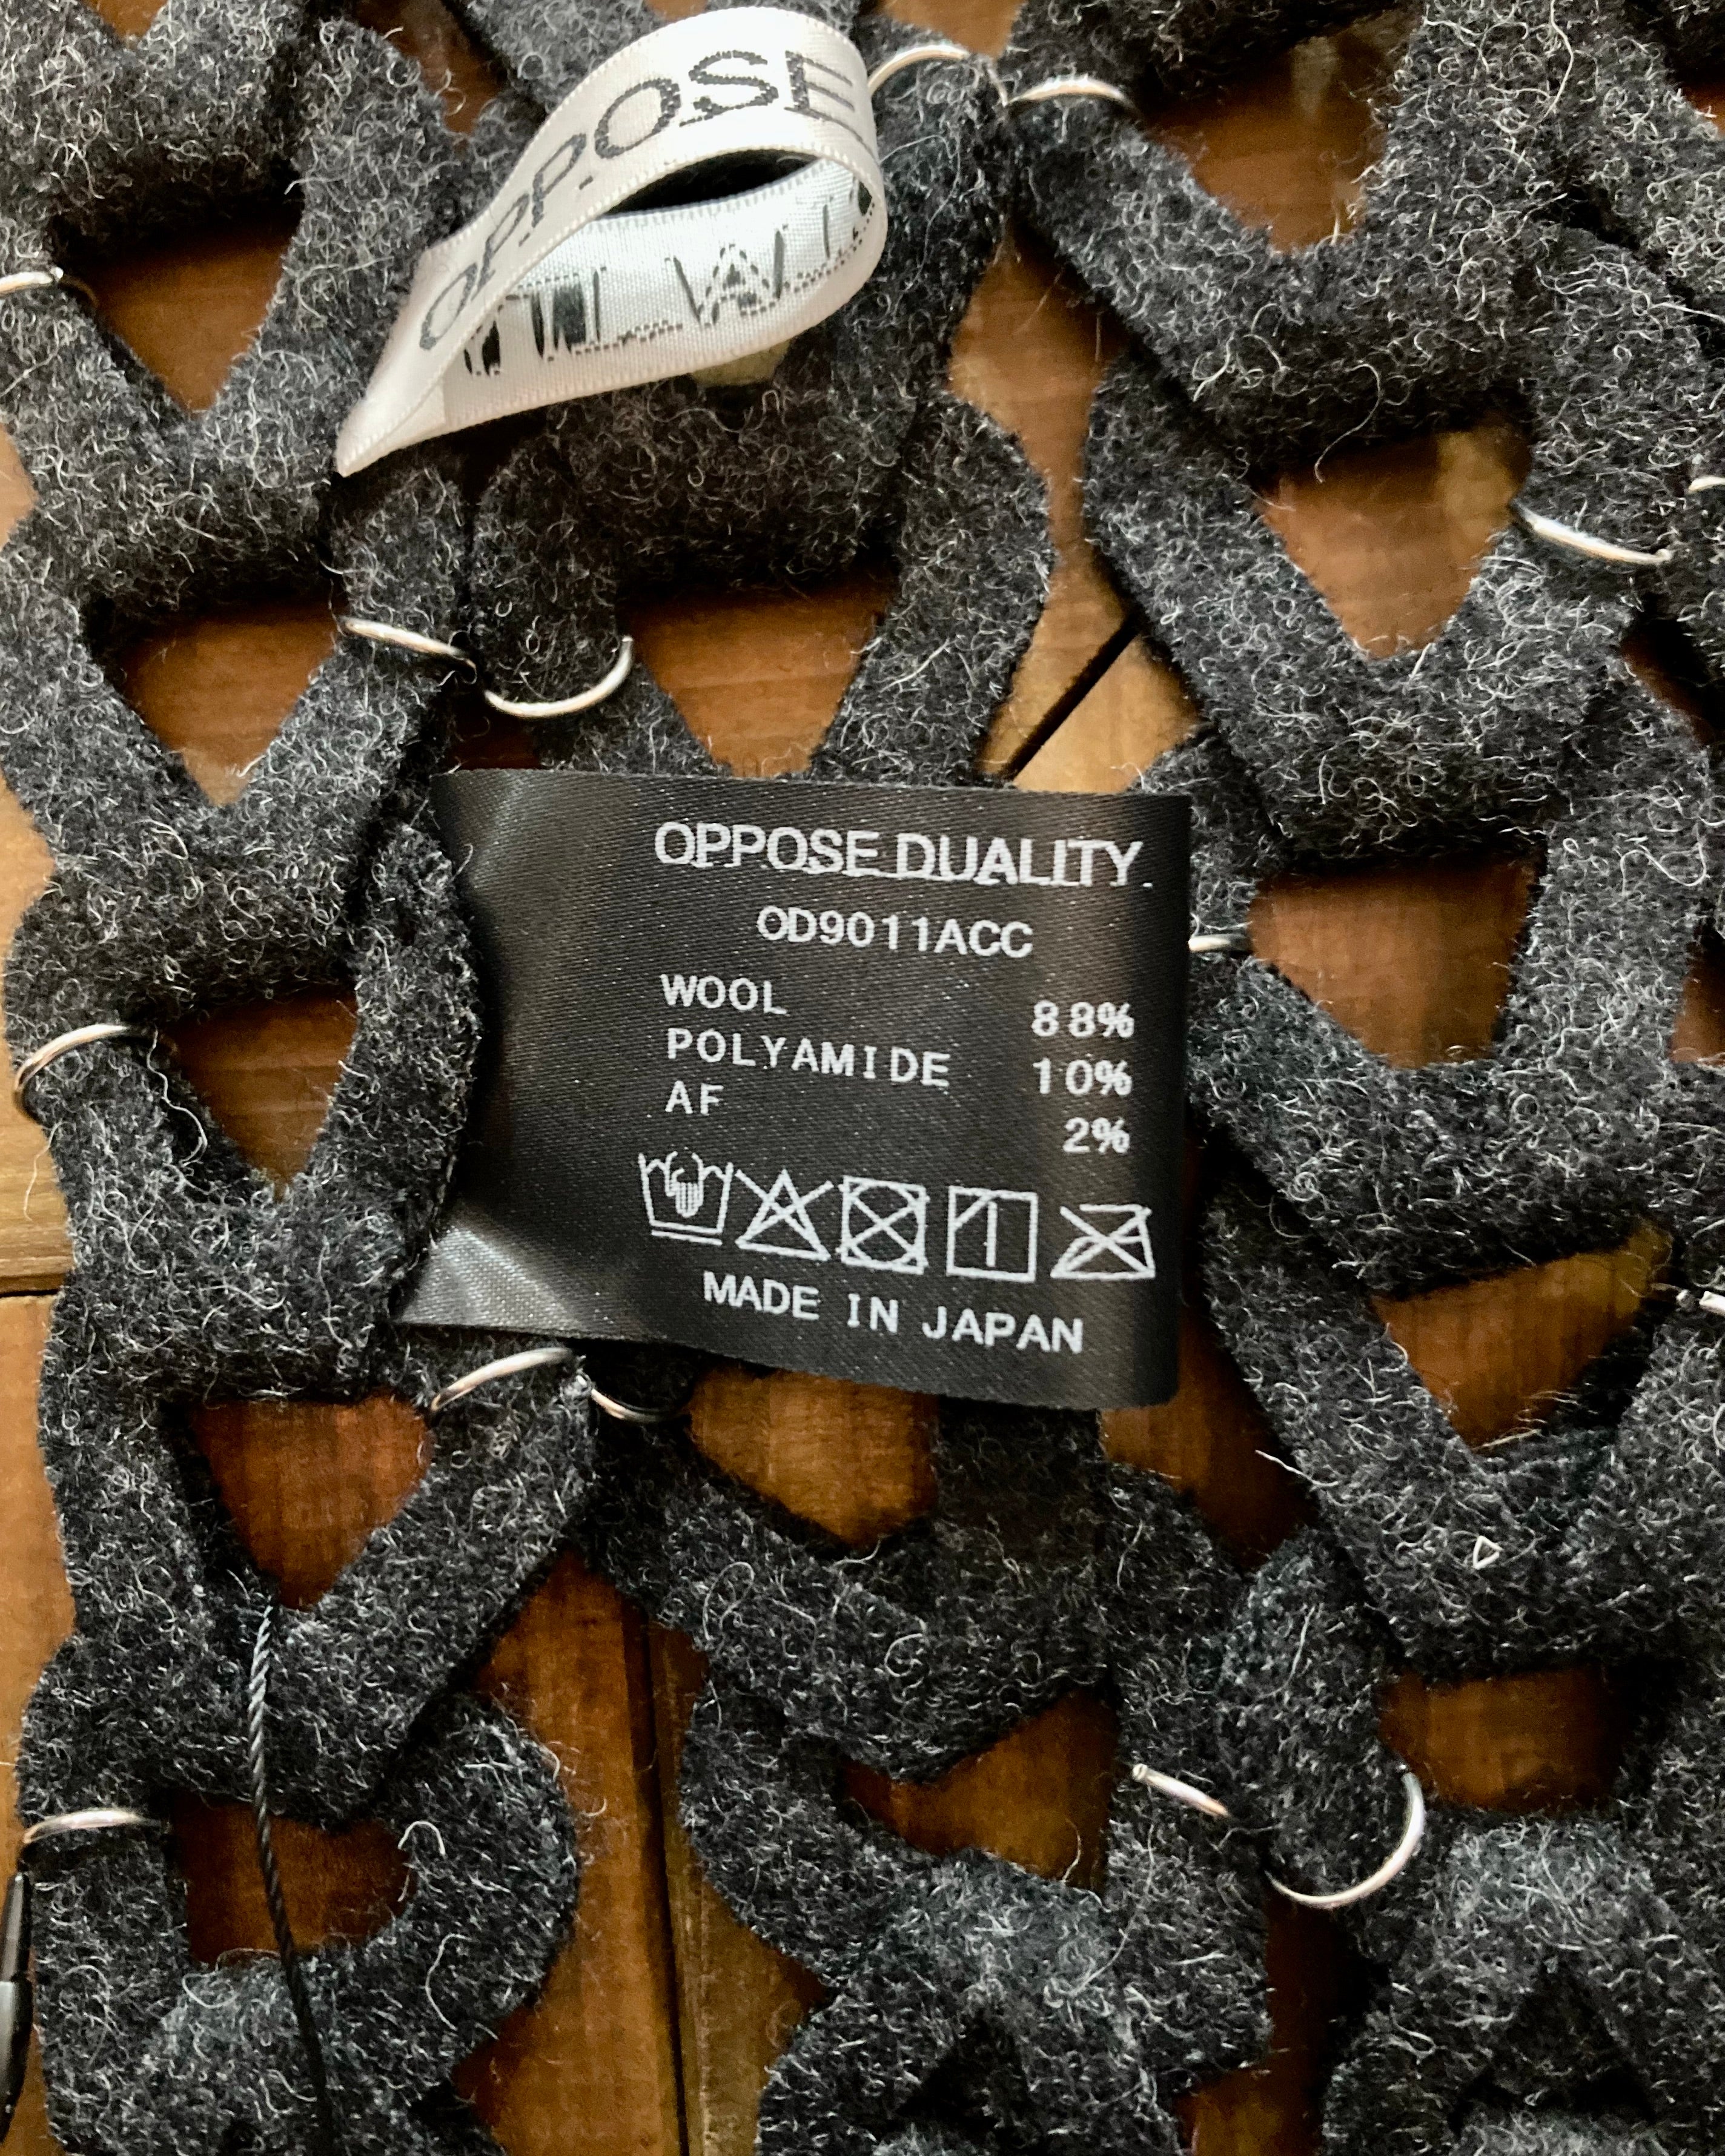 OPPOSE
OPPOSE.DUALITY.
OD9011ACC
WOOL 88%
POLYAMIDE 10%
AF 2%
MADE IN JAPAN